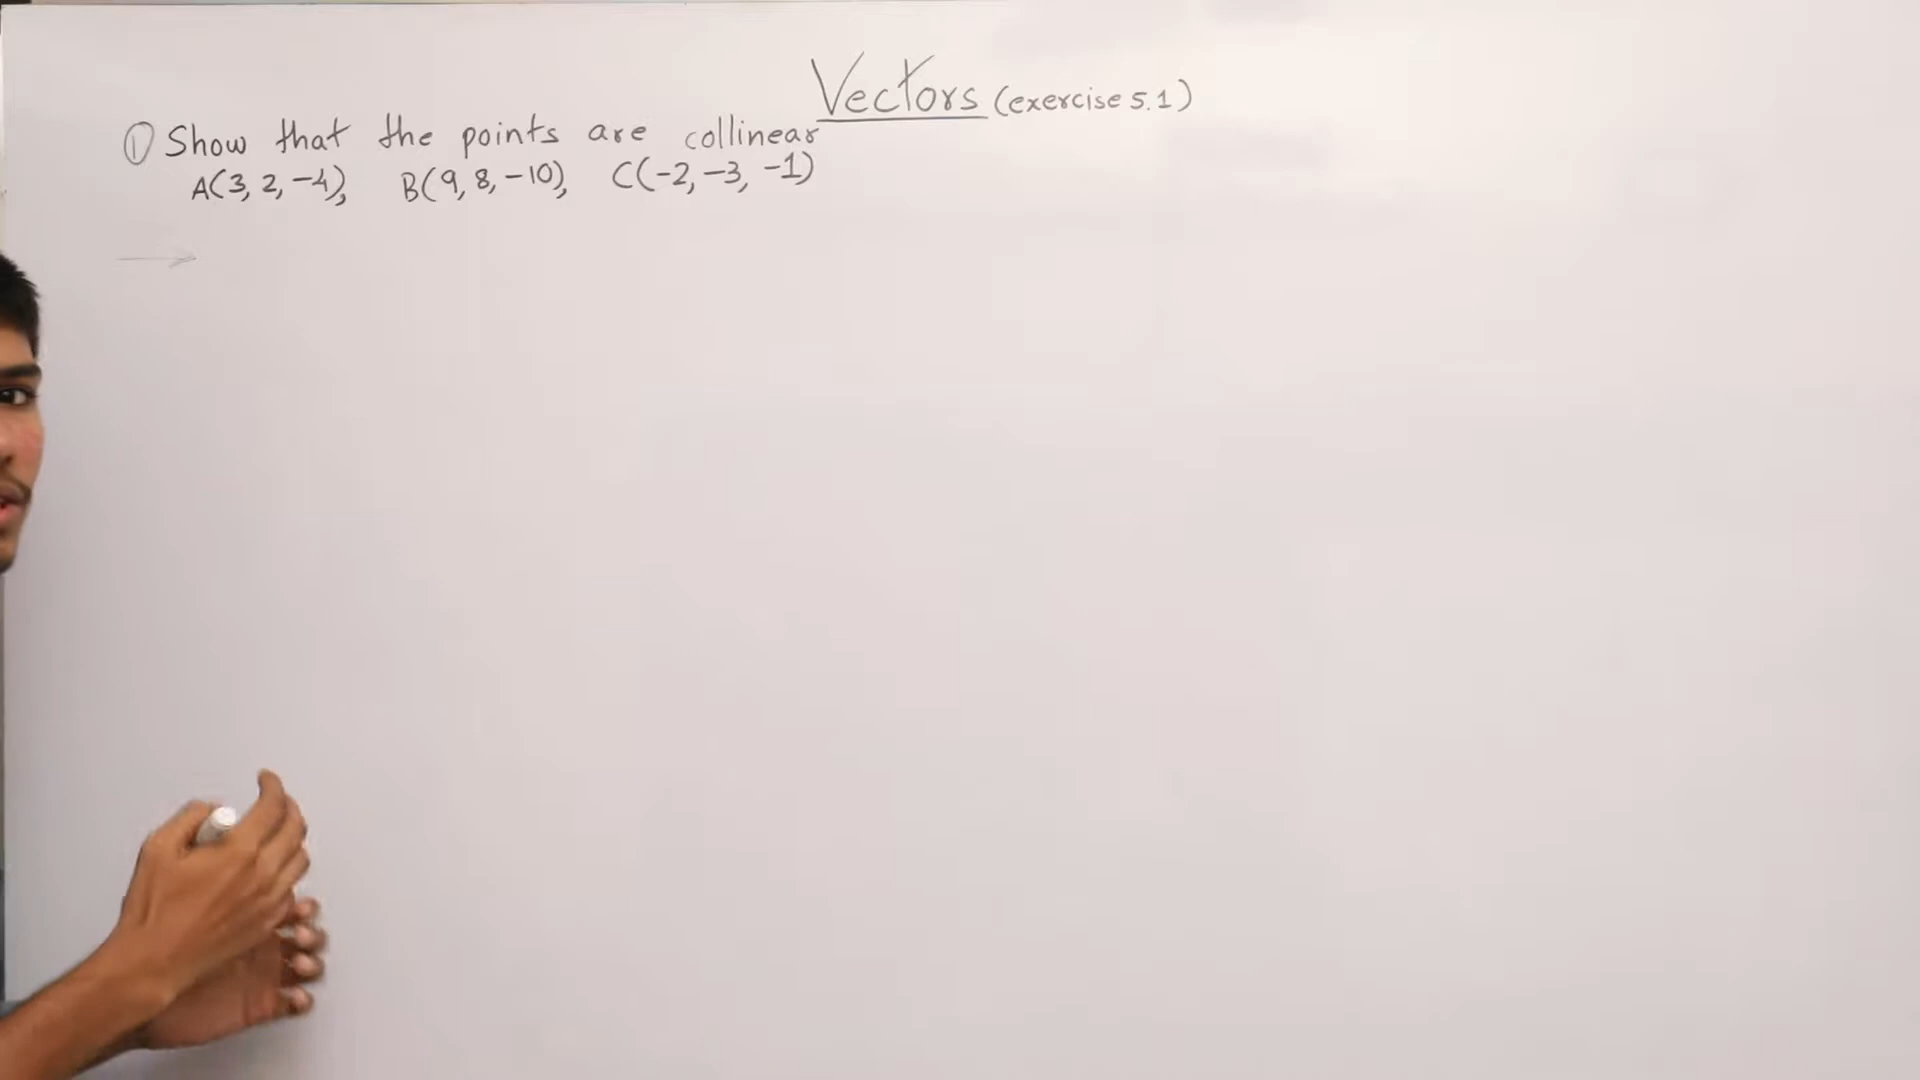 Vectors (exercise 5.1)
① Show that the points are collinear
A(3, 2, -4), B(9, 8, -10), C(-2, -3, -1)